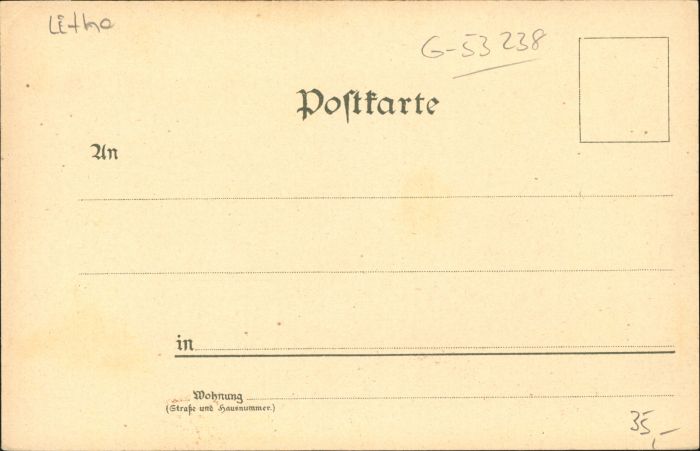 Litho
G-53238
Postkarte
An
in
Wohnung
(Straße und Hausnummer.)
35,-